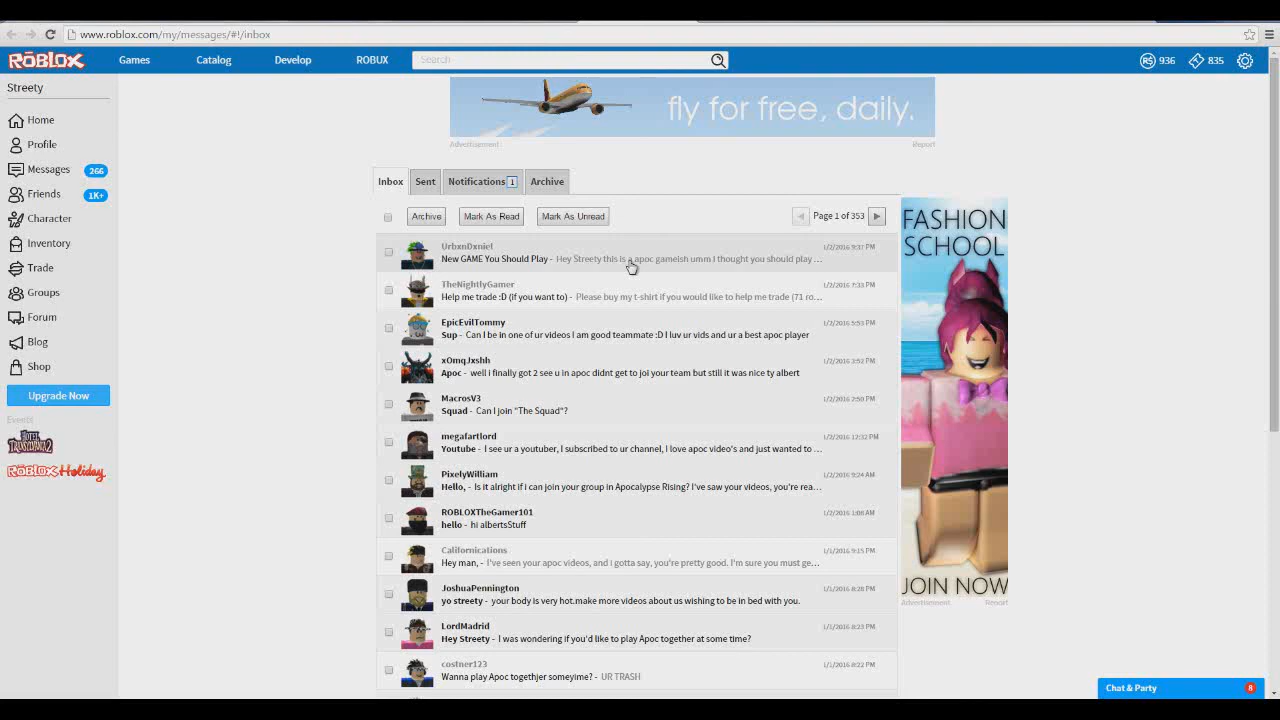 www.roblox.com/my/messages/#!/inbox
ROBLOX Games Catalog Develop ROBUX Search R$ 936 835
Streety
Home
Profile
Messages 266
Friends 1K+
Character
Inventory
Trade
Groups
Forum
Blog
Shop
Upgrade Now
Events
HOTEL TRANSYLVANIA 2
ROBLOX Holiday
fly for free, daily.
Advertisement Report
Inbox Sent Notifications 1 Archive
Archive Mark As Read Mark As Unread Page 1 of 353
UrbxnDxniel 1/2/2016 9:37 PM
New GAME You Should Play - Hey Streety this is a apoc gameish umm I thought you should play ...
TheNightlyGamer 1/2/2016 7:33 PM
Help me trade :D (if you want to) - Please buy my t-shirt if you would like to help me trade (71 ro...
EpicEvilTommy 1/2/2016 5:53 PM
Sup - Can I be in one of ur videos I am good teammate :D I luv ur vids and ur a best apoc player
xOmqJxshh 1/2/2016 3:52 PM
Apoc - well i finally got 2 see u in apoc didnt get to joi your team but still it was nice ty albert
MacrosV3 1/2/2016 2:50 PM
Squad - Can I join "The Squad"?
megafartlord 1/2/2016 12:32 PM
Youtube - I see ur a youtuber, I subscribed to ur channel, I love apoc video's and just wanted to ...
PixelyWilliam 1/2/2016 9:24 AM
Hello, - Is it alright if i can join your group in Apocalypse Rising? I've saw your videos, you're rea...
ROBLOXTheGamer101 1/2/2016 1:08 AM
hello - hi albertsStuff
Californications 1/1/2016 9:15 PM
Hey man, - I've seen your apoc videos, and i gotta say, you're pretty good. I'm sure you must ge...
JoshuaPennington 1/1/2016 8:28 PM
yo streety - your body is very hot.make more videos about us wishing to be in bed with you.
LordMadrid 1/1/2016 8:23 PM
Hey Streety - I was wondering if you'd like to play Apoc together at some time?
costner123 1/1/2016 8:22 PM
Wanna play Apoc togethjer someyime? - UR TRASH
FASHION
SCHOOL
JOIN NOW
Advertisement Report
Chat & Party 8